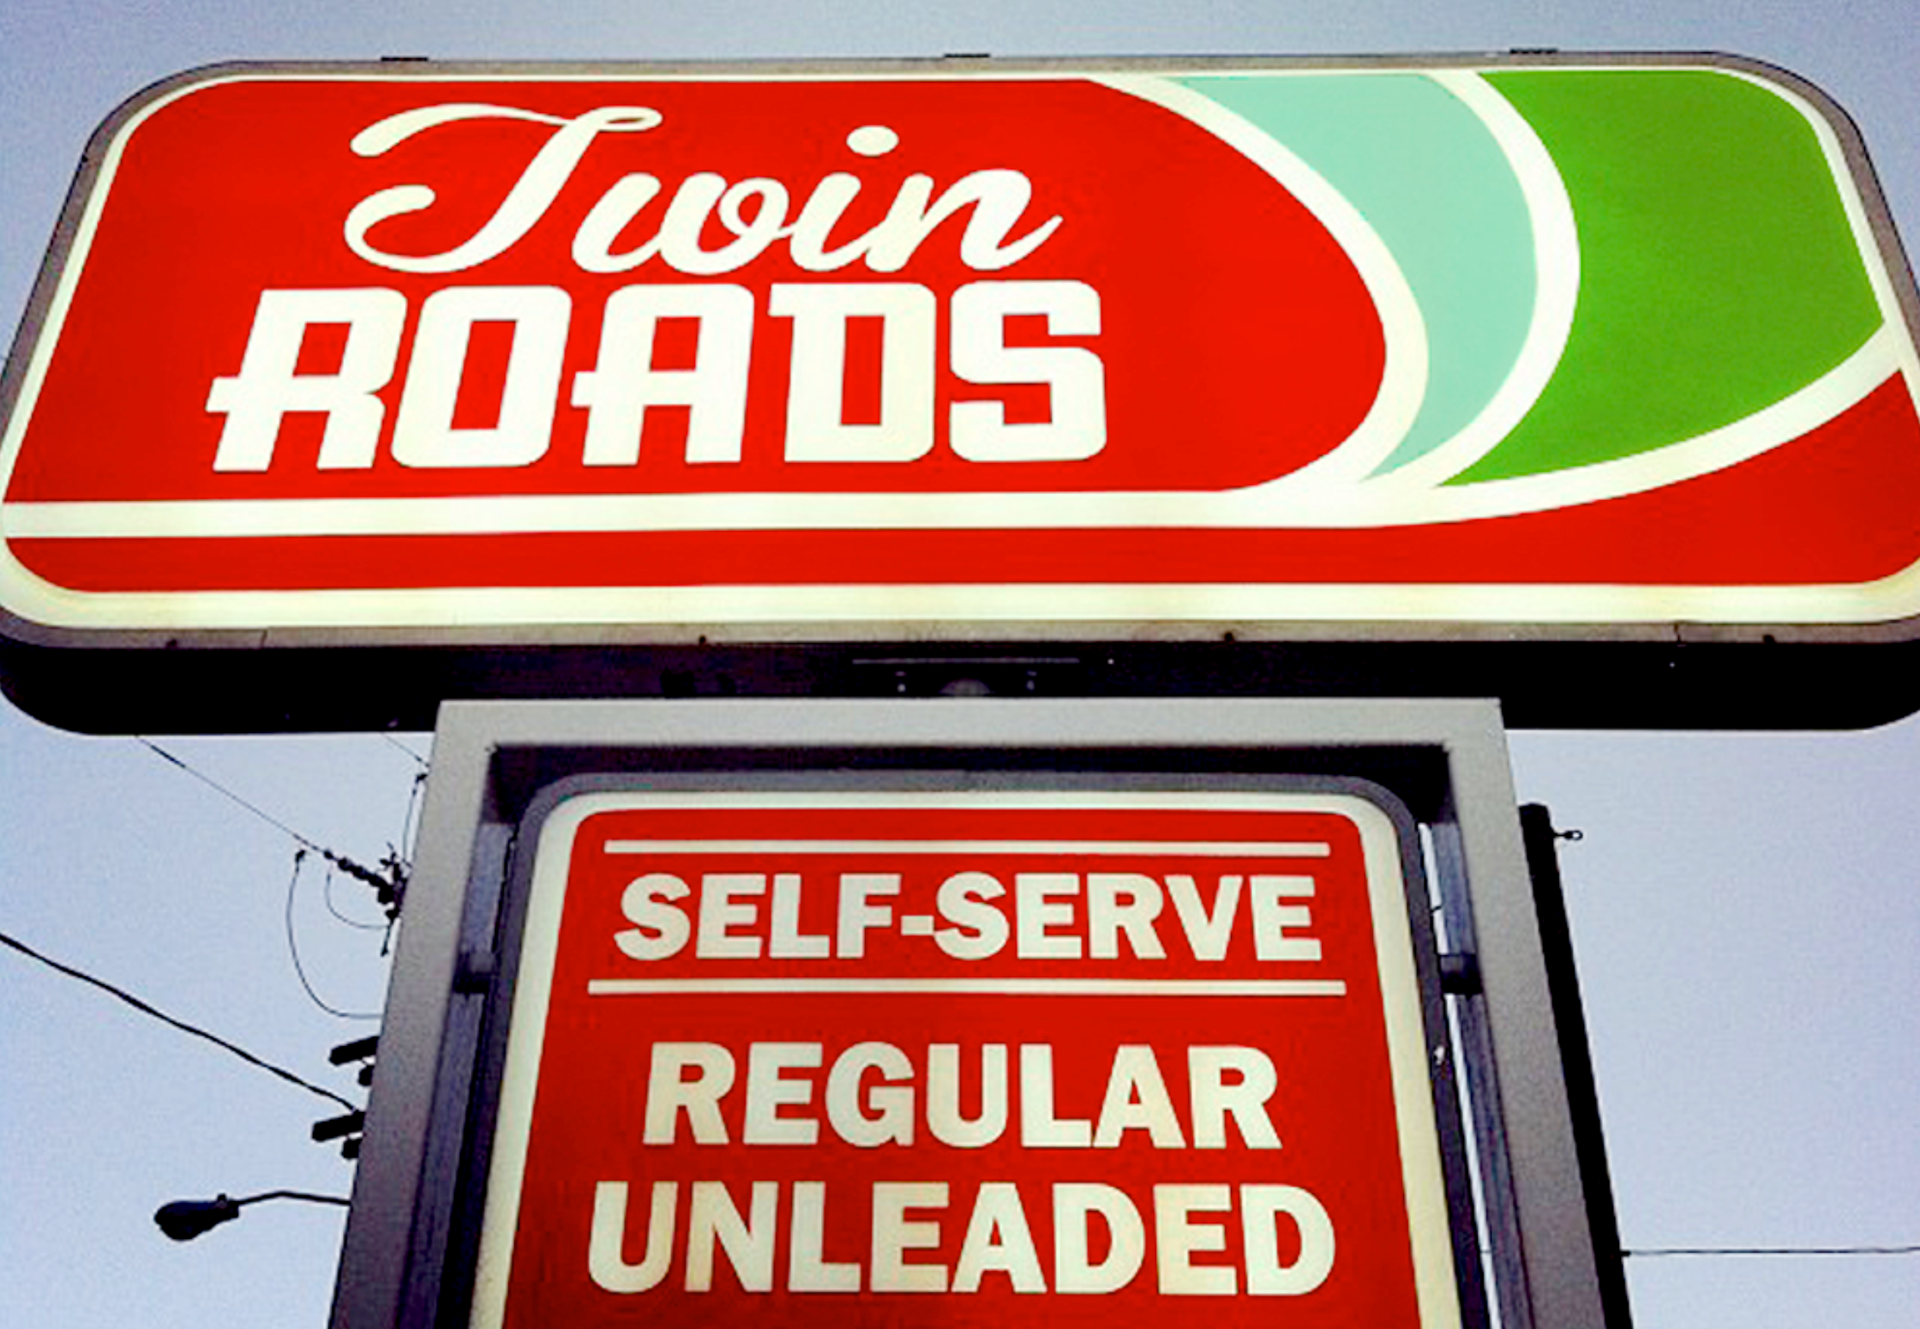 Twin
ROADS
SELF-SERVE
REGULAR
UNLEADED